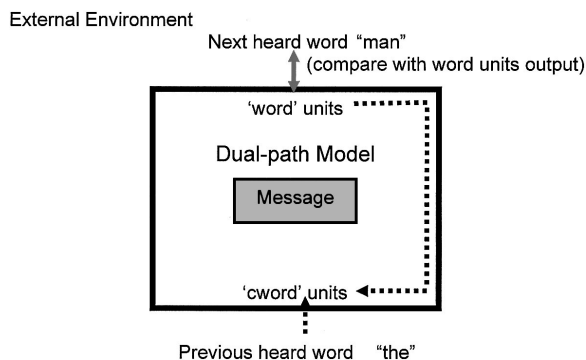 External Environment
Next heard word “man”
(compare with word units output)
‘word’ units
Dual-path Model
Message
‘cword’ units
Previous heard word “the”